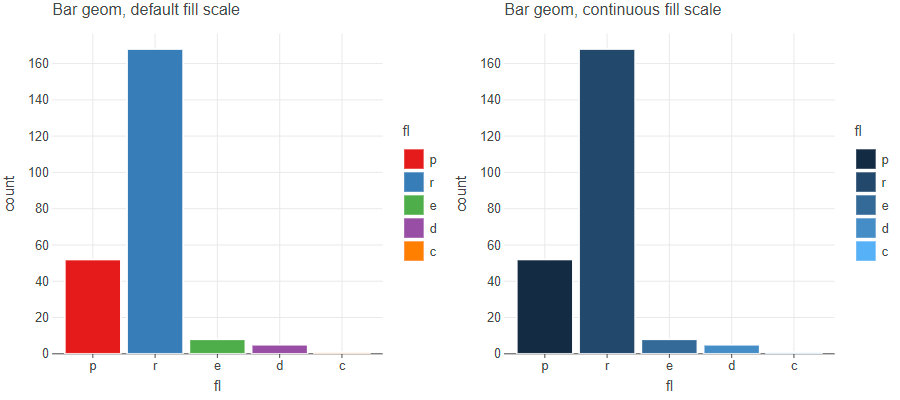 Bar geom, default fill scale
count
160
140
120
100
80
60
40
20
0
p r e d c
fl
fl
p
r
e
d
c
Bar geom, continuous fill scale
count
160
140
120
100
80
60
40
20
0
p r e d c
fl
fl
p
r
e
d
c